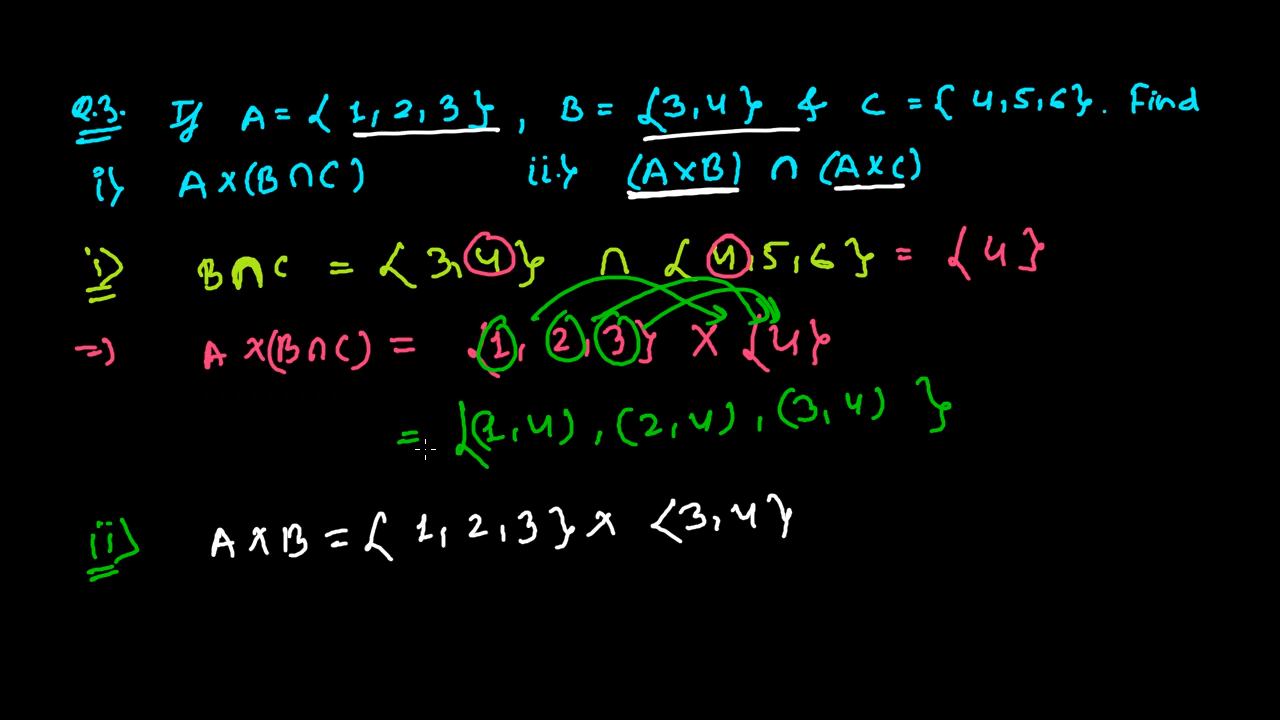 Q.3. If A = { 1, 2, 3 }, B = {3, 4} & C = { 4, 5, 6 }. Find
i) A × (B ∩ C) ii.) (A × B) ∩ (A × C)
i) B ∩ C = { 3, 4 } ∩ { 4, 5, 6 } = { 4 }
=) A × (B ∩ C) = { 1, 2, 3 } × { 4 }
= { (1, 4), (2, 4), (3, 4) }
ii) A × B = { 1, 2, 3 } × { 3, 4 }